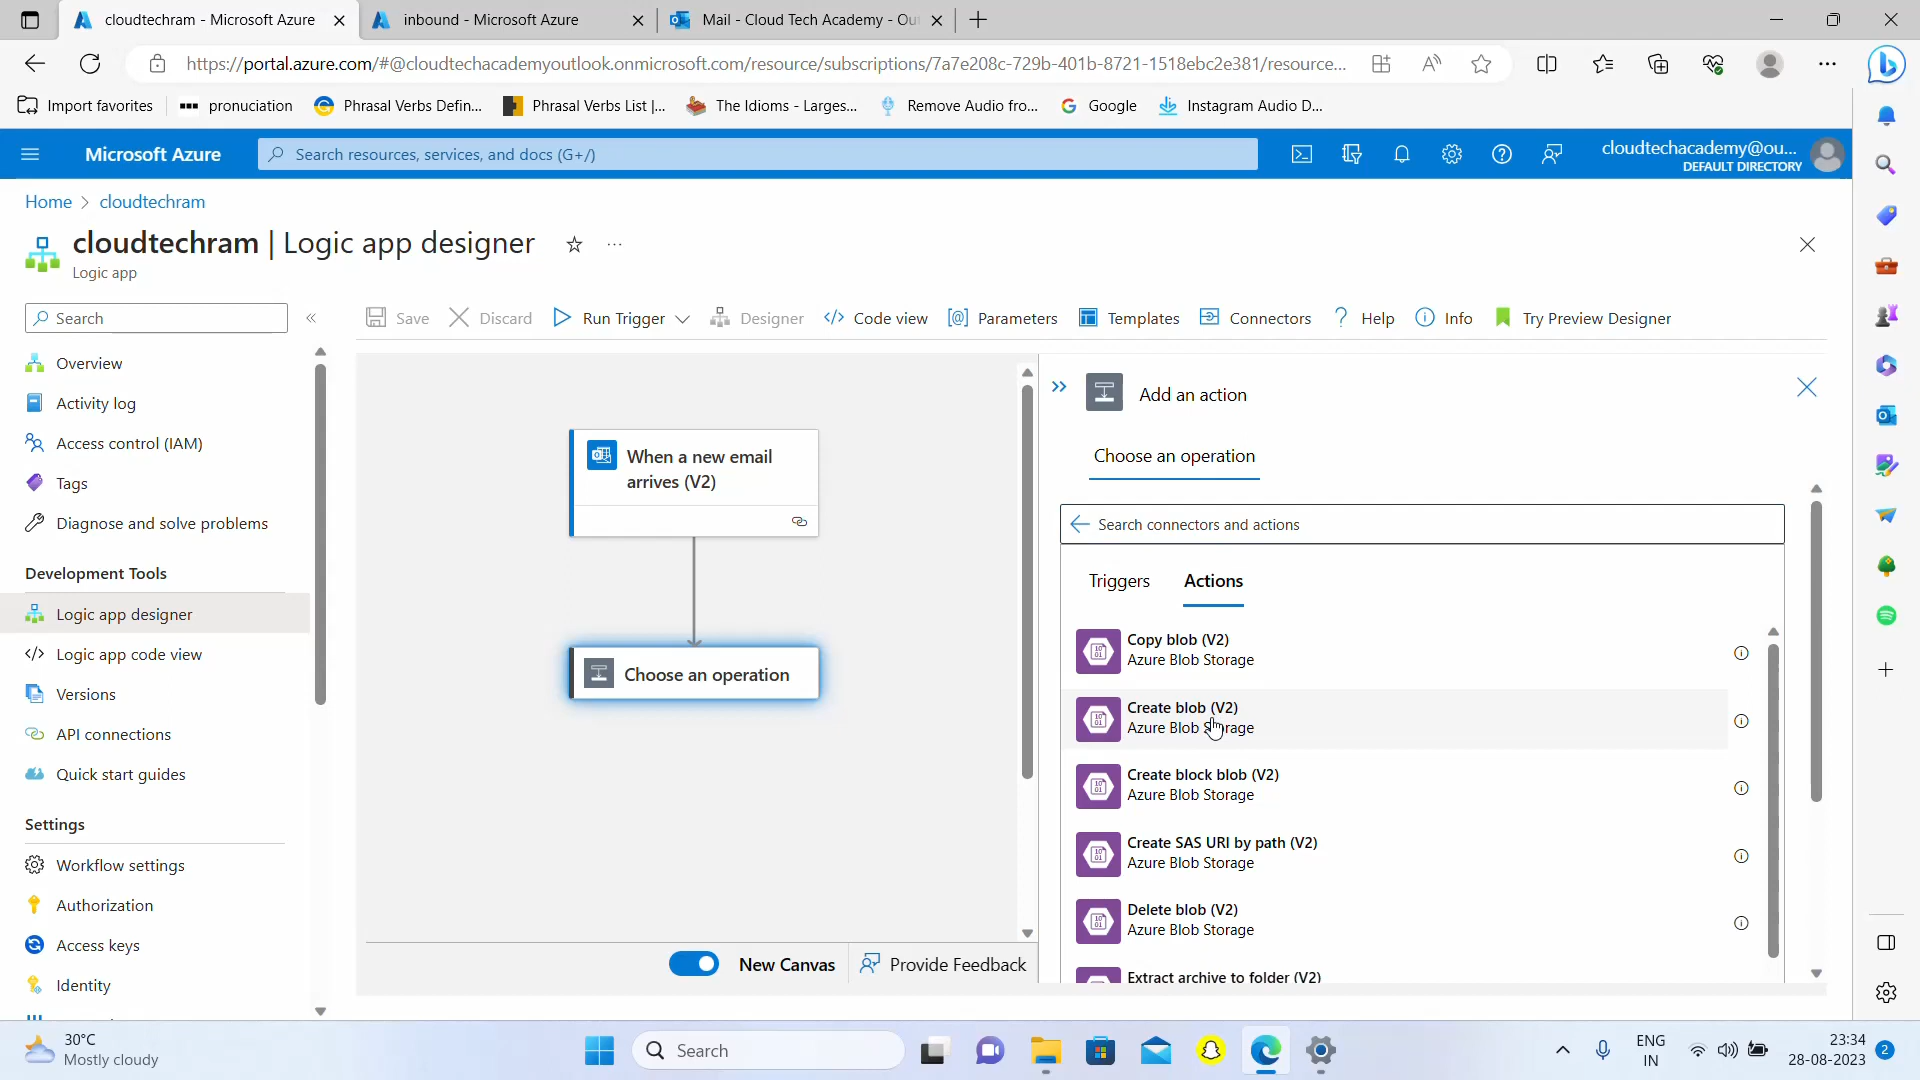 cloudtechram - Microsoft Azure
inbound - Microsoft Azure
Mail - Cloud Tech Academy - Ou
https://portal.azure.com/#@cloudtechacademyoutlook.onmicrosoft.com/resource/subscriptions/7a7e208c-729b-401b-8721-1518ebc2e381/resource...
Import favorites
pronuciation
Phrasal Verbs Defin...
Phrasal Verbs List |...
The Idioms - Larges...
Remove Audio fro...
Google
Instagram Audio D...
Microsoft Azure
Search resources, services, and docs (G+/)
cloudtechacademy@ou...
DEFAULT DIRECTORY
Home > cloudtechram
cloudtechram | Logic app designer
Logic app
Search
Save
Discard
Run Trigger
Designer
Code view
Parameters
Templates
Connectors
Help
Info
Try Preview Designer
Overview
Activity log
Access control (IAM)
Tags
Diagnose and solve problems
Development Tools
Logic app designer
Logic app code view
Versions
API connections
Quick start guides
Settings
Workflow settings
Authorization
Access keys
Identity
When a new email
arrives (V2)
Choose an operation
New Canvas
Provide Feedback
Add an action
Choose an operation
Search connectors and actions
Triggers
Actions
Copy blob (V2)
Azure Blob Storage
Create blob (V2)
Azure Blob Storage
Create block blob (V2)
Azure Blob Storage
Create SAS URI by path (V2)
Azure Blob Storage
Delete blob (V2)
Azure Blob Storage
Extract archive to folder (V2)
30°C
Mostly cloudy
Search
ENG
IN
23:34
28-08-2023
2